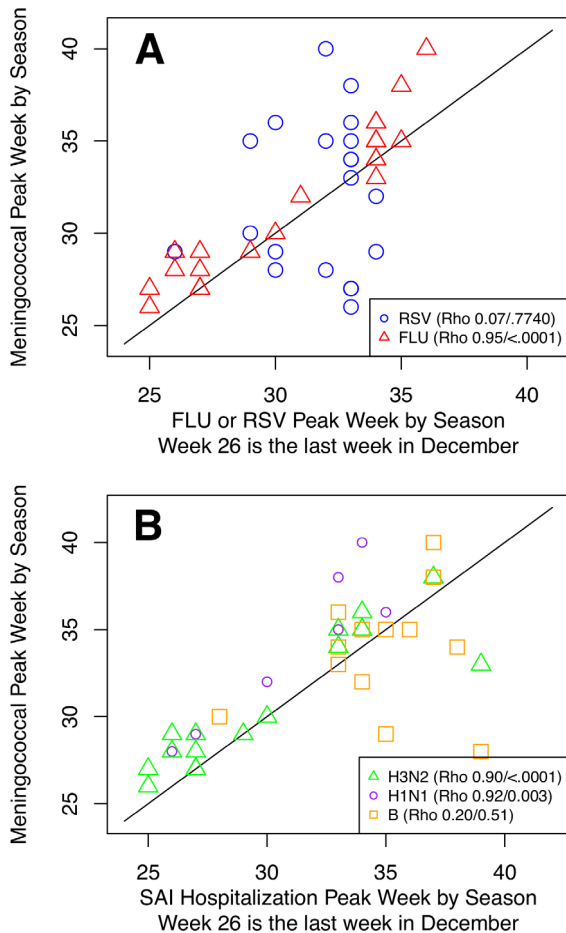 A
Meningococcal Peak Week by Season
40
35
30
25
RSV (Rho 0.07/.7740)
FLU (Rho 0.95/<.0001)
25 30 35 40
FLU or RSV Peak Week by Season
Week 26 is the last week in December
B
Meningococcal Peak Week by Season
40
35
30
25
H3N2 (Rho 0.90/<.0001)
H1N1 (Rho 0.92/0.003)
B (Rho 0.20/0.51)
25 30 35 40
SAI Hospitalization Peak Week by Season
Week 26 is the last week in December